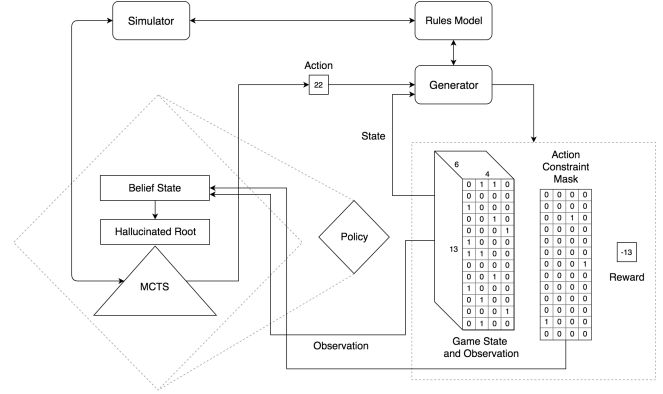 Simulator
Rules Model
Action
22
Generator
State
Belief State
Hallucinated Root
MCTS
Policy
Observation
6
4
13
0 1 1 0
0 0 0 0
1 0 0 0
0 0 1 0
0 0 0 1
1 0 0 0
1 1 0 0
0 0 0 0
0 0 1 0
1 0 0 0
0 1 0 0
0 0 0 1
0 1 0 0
Game State
and Observation
Action
Constraint
Mask
0 0 0 0
0 0 0 0
0 0 1 0
0 0 0 0
0 0 0 0
0 0 0 0
0 0 0 1
0 0 0 0
0 0 0 0
0 0 0 0
0 0 0 0
1 0 0 0
0 0 0 0
-13
Reward